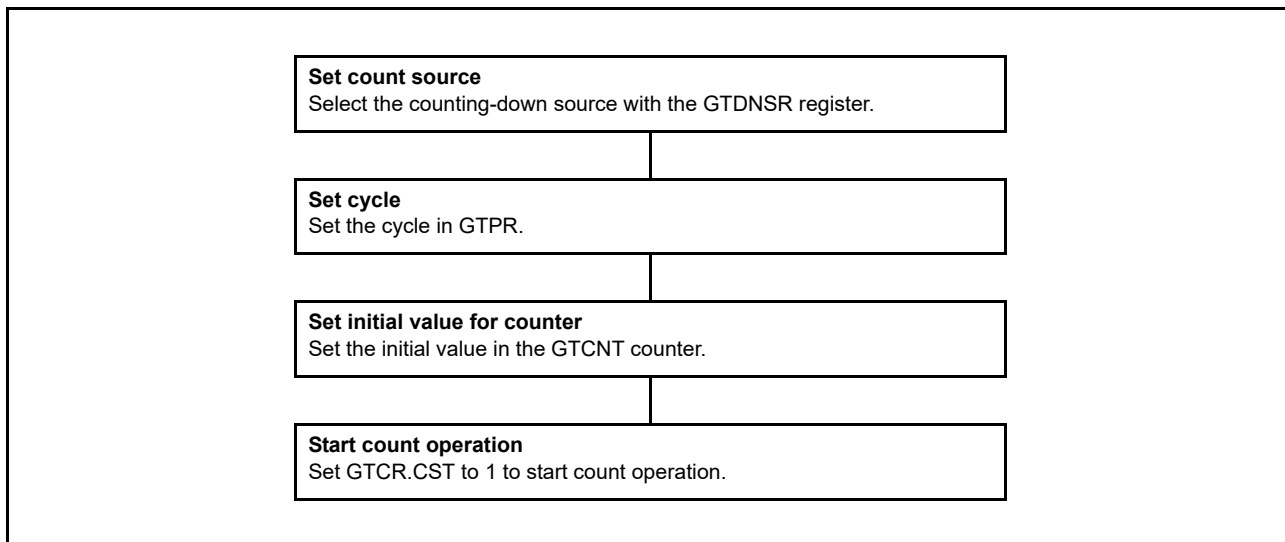 Set count source
Select the counting-down source with the GTDNSR register.
Set cycle
Set the cycle in GTPR.
Set initial value for counter
Set the initial value in the GTCNT counter.
Start count operation
Set GTCR.CST to 1 to start count operation.